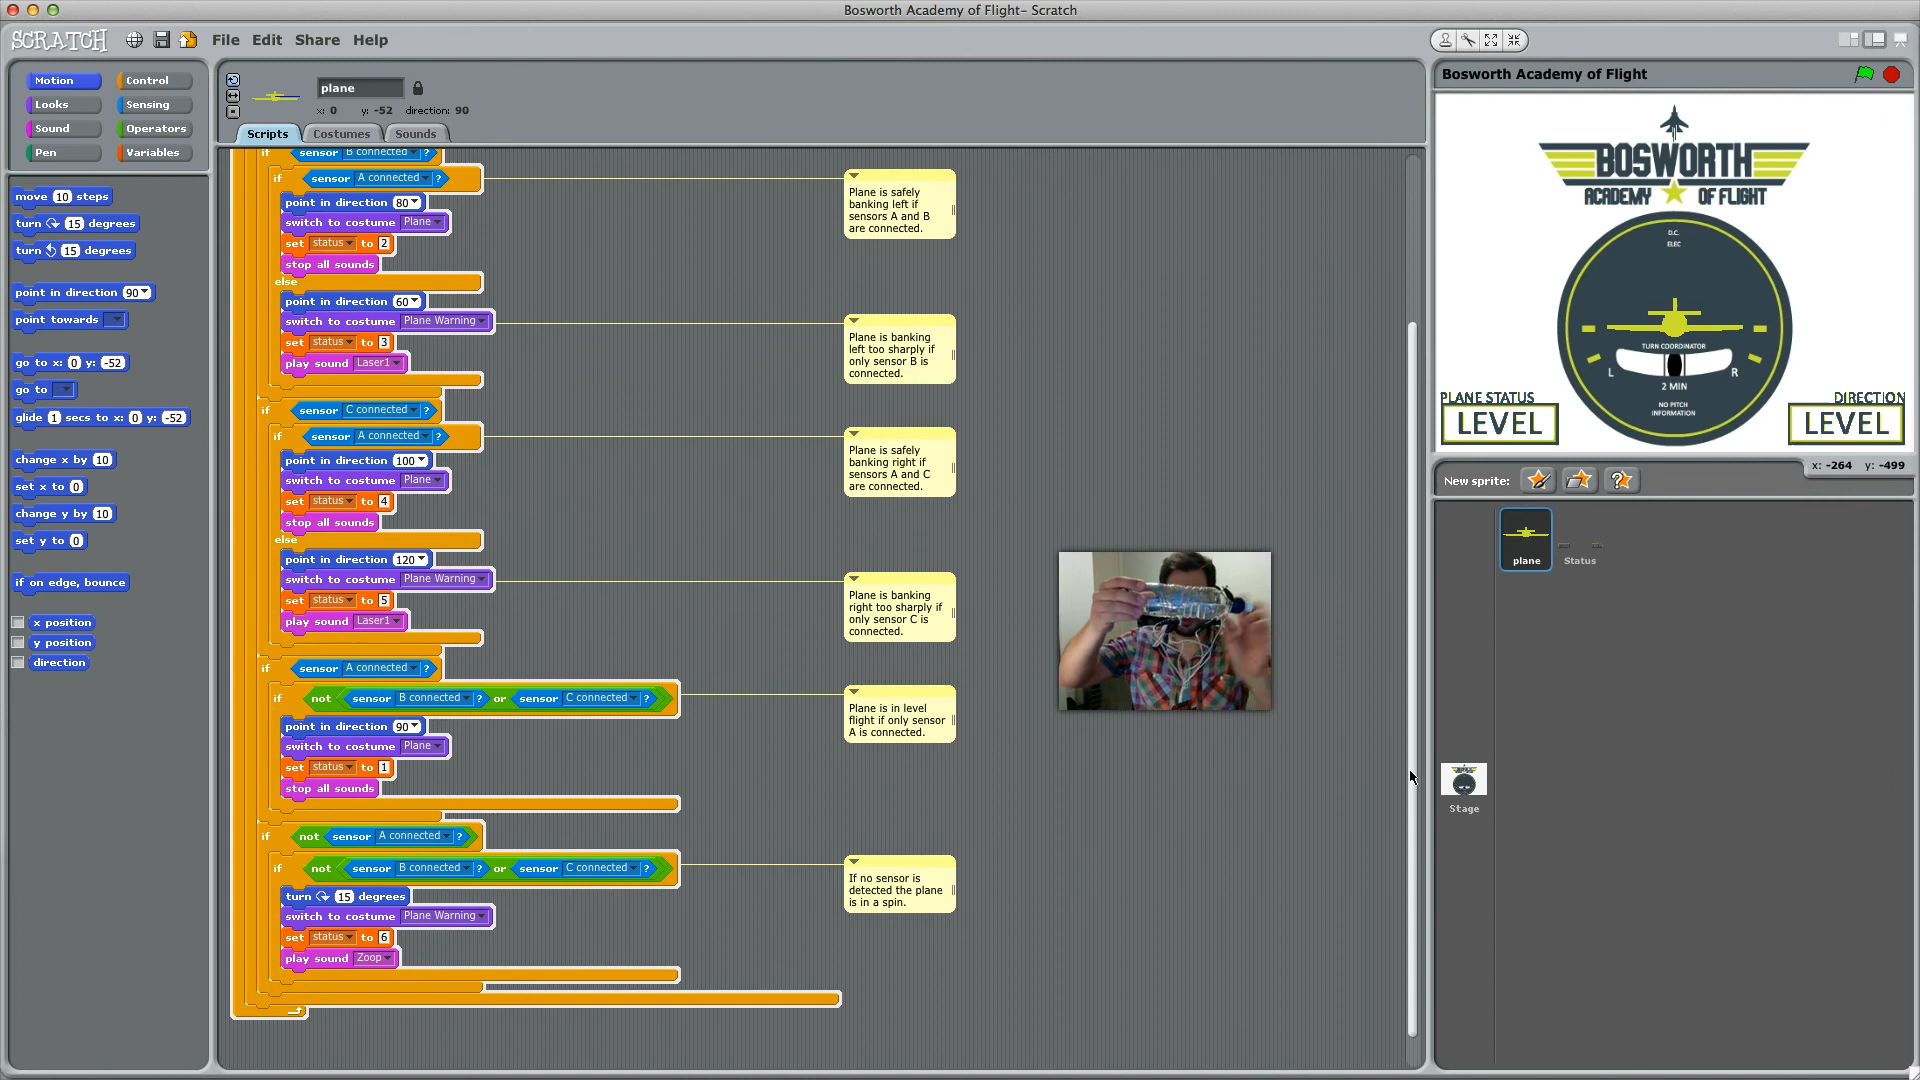 Bosworth Academy of Flight- Scratch
SCRATCH
File Edit Share Help
Motion
Control
Looks
Sensing
Sound
Operators
Pen
Variables
move 10 steps
turn 15 degrees
turn 15 degrees
point in direction 90
point towards
go to x: 0 y: -52
go to
glide 1 secs to x: 0 y: -52
change x by 10
set x to 0
change y by 10
set y to 0
if on edge, bounce
x position
y position
direction
plane
x: 0 y: -52 direction: 90
Scripts
Costumes
Sounds
if sensor B connected ?
if sensor A connected ?
point in direction 80
switch to costume Plane
set status to 2
stop all sounds
else
point in direction 60
switch to costume Plane Warning
set status to 3
play sound Laser1
if sensor C connected ?
if sensor A connected ?
point in direction 100
switch to costume Plane
set status to 4
stop all sounds
else
point in direction 120
switch to costume Plane Warning
set status to 5
play sound Laser1
if sensor A connected ?
if not sensor B connected ? or sensor C connected ?
point in direction 90
switch to costume Plane
set status to 1
stop all sounds
if not sensor A connected ?
if not sensor B connected ? or sensor C connected ?
turn 15 degrees
switch to costume Plane Warning
set status to 6
play sound Zoop
Plane is safely
banking left if
sensors A and B
are connected.
Plane is banking
left too sharply if
only sensor B is
connected.
Plane is safely
banking right if
sensors A and C
are connected.
Plane is banking
right too sharply if
only sensor C is
connected.
Plane is in level
flight if only sensor
A is connected.
If no sensor is
detected the plane
is in a spin.
Bosworth Academy of Flight
BOSWORTH
ACADEMY OF FLIGHT
D.C.
ELEC
TURN COORDINATOR
L R
2 MIN
NO PITCH
INFORMATION
PLANE STATUS
LEVEL
DIRECTION
LEVEL
x: -264 y: -499
New sprite:
plane
Status
Stage